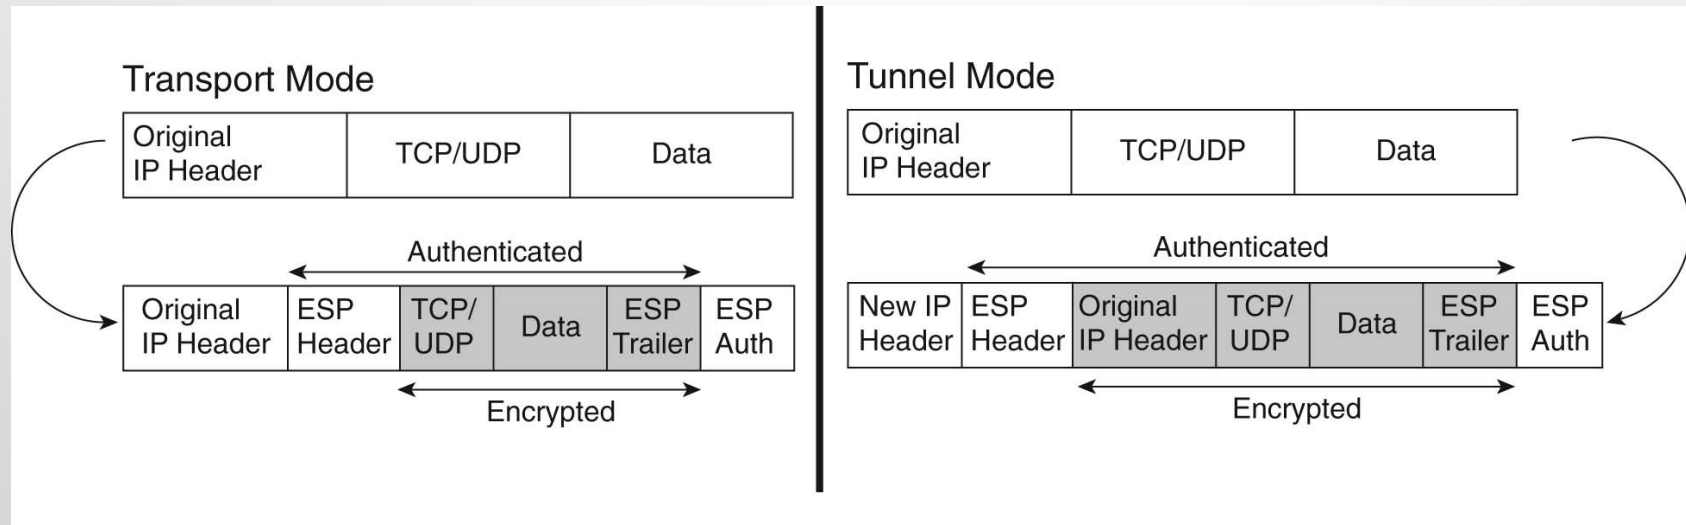 Transport Mode
Original
IP Header
TCP/UDP
Data
Authenticated
Original
IP Header
ESP
Header
TCP/
UDP
Data
ESP
Trailer
ESP
Auth
Encrypted
Tunnel Mode
Original
IP Header
TCP/UDP
Data
Authenticated
New IP
Header
ESP
Header
Original
IP Header
TCP/
UDP
Data
ESP
Trailer
ESP
Auth
Encrypted